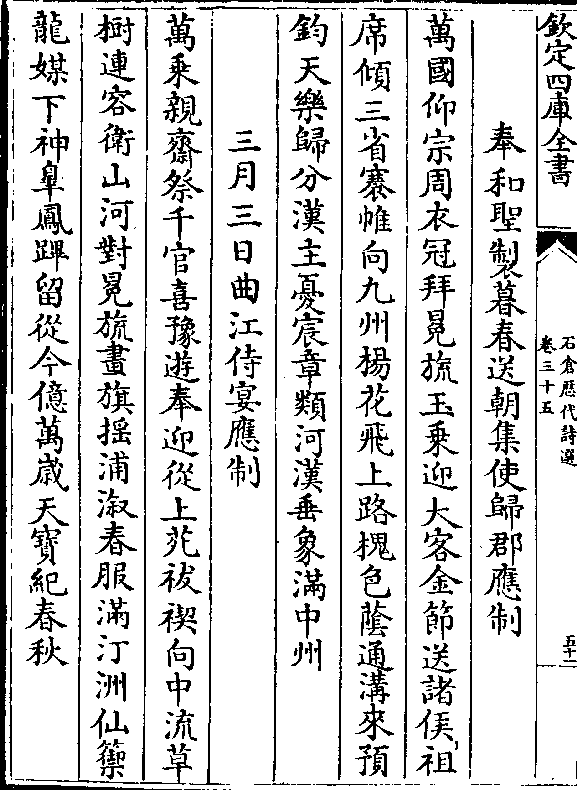 欽定四庫全書
石倉歷代詩選
卷三十五
五十二
奉和聖製暮春送朝集使歸郡應制
萬國仰宗周衣冠拜冕旒玉乗迎大客金節送諸侯祖
席傾三省褰帷向九州楊花飛上路槐色蔭通溝來預
鈞天樂歸分漢主憂宸章類河漢垂象滿中州
三月三日曲江侍宴應制
萬乗親齋祭千官喜豫遊奉迎從上苑祓禊向中流草
樹連容衛山河對冕旒畫旗揺浦溆春服滿汀洲仙籞
龍媒下神臯鳳蹕留從今億萬歲天寶紀春秋